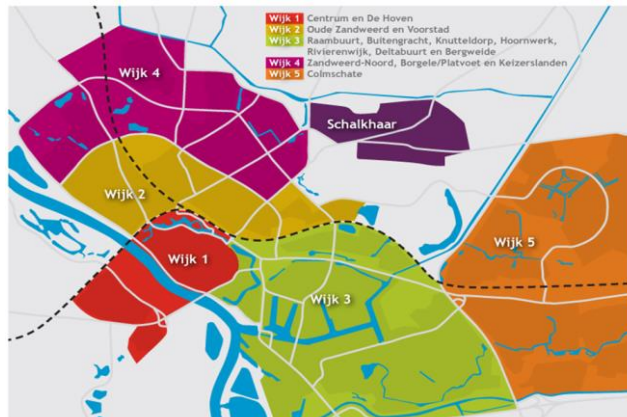 Wijk 1 Centrum en De Hoven
Wijk 2 Oude Zandweerd en Voorstad
Wijk 3 Raambuurt, Buitengracht, Knutteldorp, Hoornwerk,
Rivierenwijk, Deltabuurt en Bergweide
Wijk 4 Zandweerd-Noord, Borgele/Platvoet en Keizerslanden
Wijk 5 Colmschate
Wijk 4
Schalkhaar
Wijk 2
Wijk 5
Wijk 1
Wijk 3